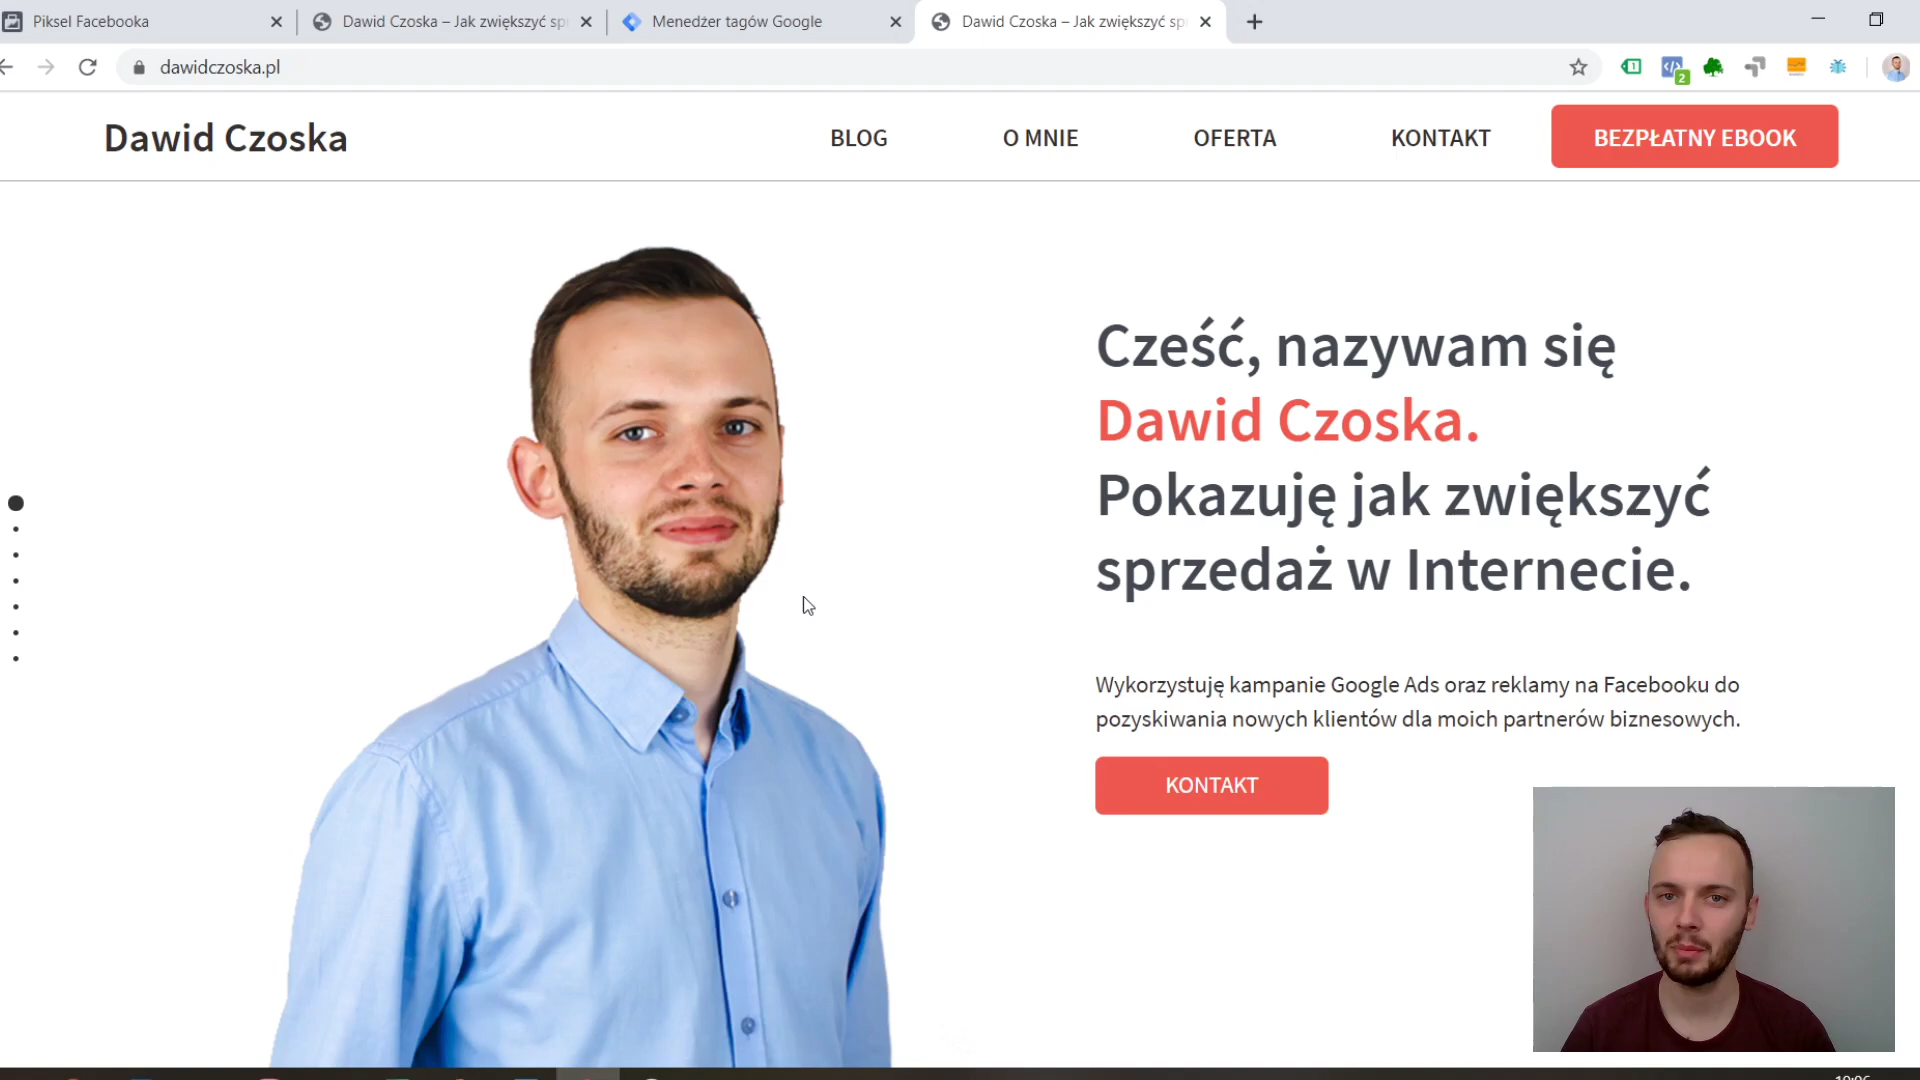 Piksel Facebooka
Dawid Czoska – Jak zwiększyć sp
Menedżer tagów Google
Dawid Czoska – Jak zwiększyć sp
dawidczoska.pl
1
2
Dawid Czoska
BLOG
O MNIE
OFERTA
KONTAKT
BEZPŁATNY EBOOK
Cześć, nazywam się
Dawid Czoska.
Pokazuję jak zwiększyć
sprzedaż w Internecie.
Wykorzystuję kampanie Google Ads oraz reklamy na Facebooku do
pozyskiwania nowych klientów dla moich partnerów biznesowych.
KONTAKT